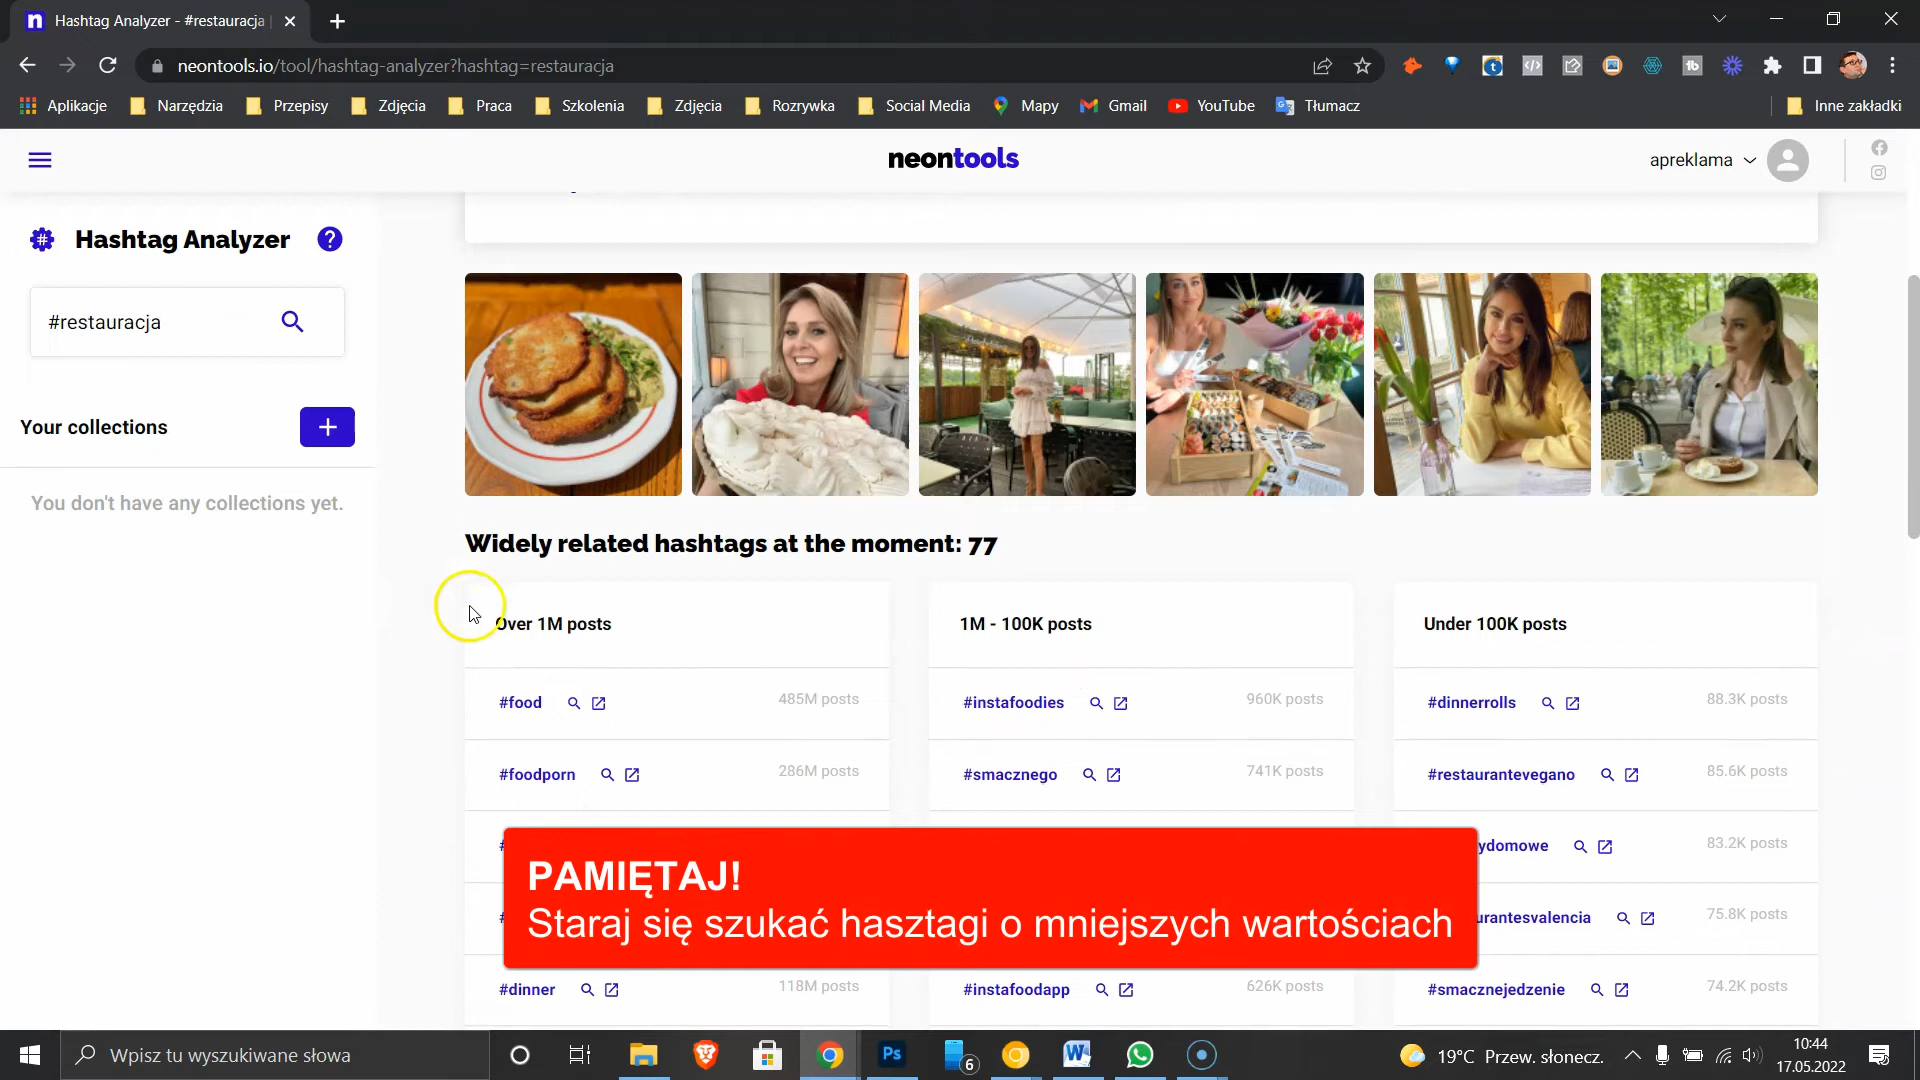 Hashtag Analyzer - #restauracja
neontools.io/tool/hashtag-analyzer?hashtag=restauracja
Aplikacje Narzędzia Przepisy Zdjęcia Praca Szkolenia Zdjęcia Rozrywka Social Media Mapy Gmail YouTube Tłumacz Inne zakładki
neontools
apreklama
Hashtag Analyzer ?
#restauracja
Your collections +
You don't have any collections yet.
Widely related hashtags at the moment: 77
Over 1M posts
#food 485M posts
#foodporn 286M posts
#dinner 118M posts
1M - 100K posts
#instafoodies 960K posts
#smacznego 741K posts
#instafoodapp 626K posts
Under 100K posts
#dinnerrolls 88.3K posts
#restaurantevegano 85.6K posts
ydomowe 83.2K posts
urantesvalencia 75.8K posts
#smacznejedzenie 74.2K posts
PAMIĘTAJ!
Staraj się szukać hasztagi o mniejszych wartościach
Wpisz tu wyszukiwane słowa
Ps
6
19°C Przew. słonecz.
10:44
17.05.2022